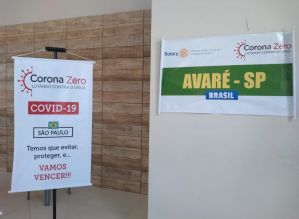 Corona Zero
LUTANDO CONTRA O VÍRUS
COVID-19
SÃO PAULO
Temos que evitar,
proteger, e...
VAMOS
VENCER!!!
Rotary
Corona Zero
LUTANDO CONTRA O VÍRUS
AVARÉ - SP
BRASIL